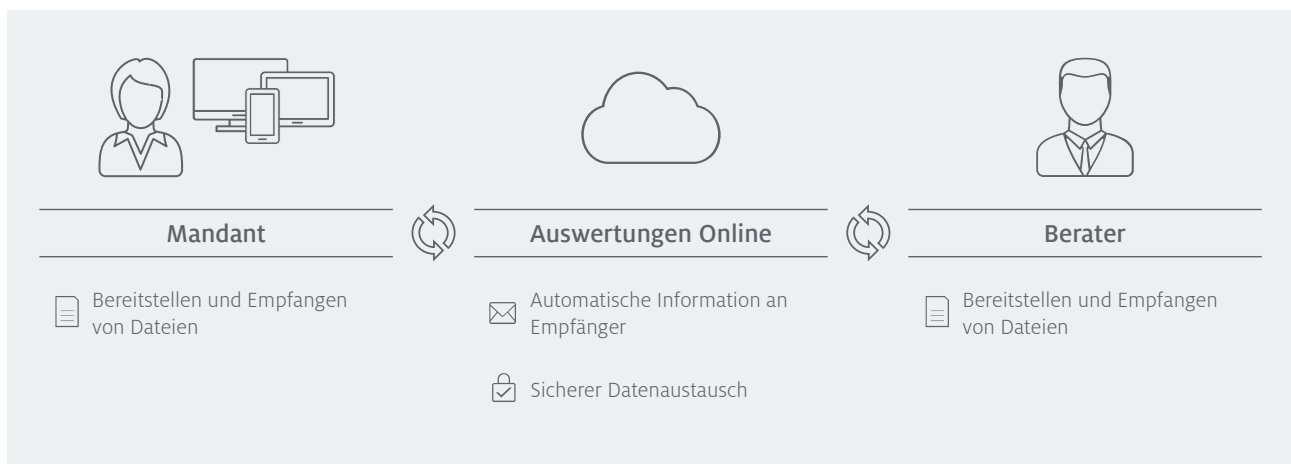 Mandant
Bereitstellen und Empfangen
von Dateien
Auswertungen Online
Automatische Information an
Empfänger
Sicherer Datenaustausch
Berater
Bereitstellen und Empfangen
von Dateien